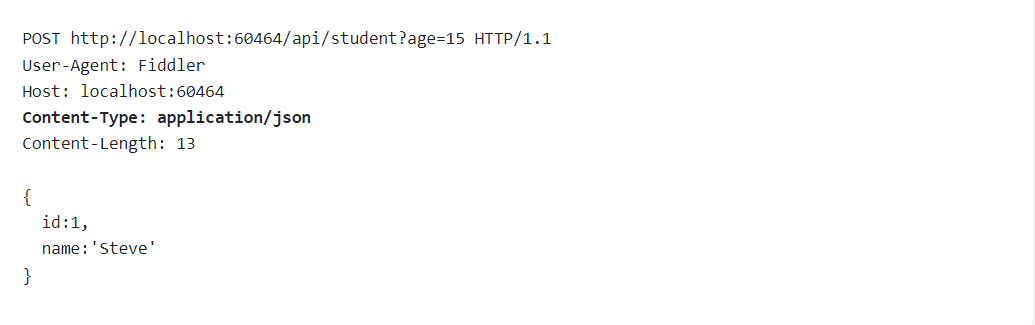 POST http://localhost:60464/api/student?age=15 HTTP/1.1
User-Agent: Fiddler
Host: localhost:60464
Content-Type: application/json
Content-Length: 13

{
  id:1,
  name:'Steve'
}